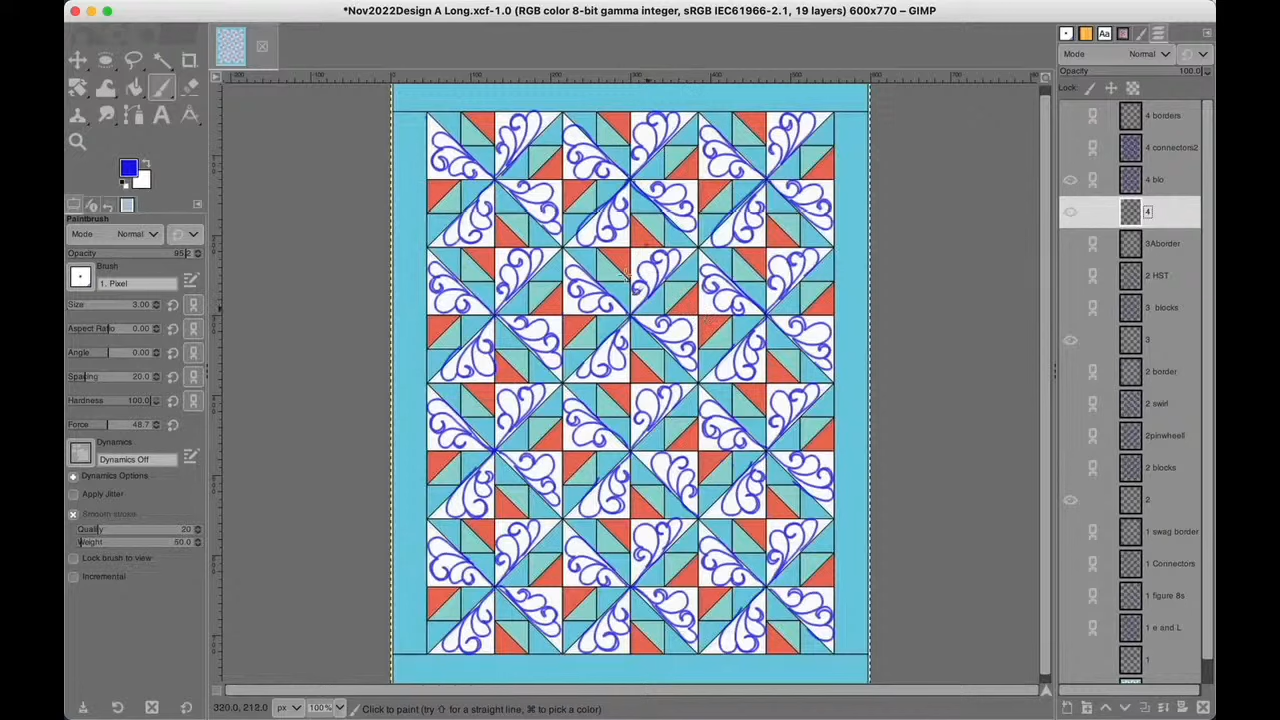 *Nov2022Design A Long.xcf-1.0 (RGB color 8-bit gamma integer, sRGB IEC61966-2.1, 19 layers) 600x770 – GIMP
Mode Normal
Opacity 100.0
Lock:
4 borders
4 connectors2
4 blo
4
3Aborder
2 HST
3 blocks
3
2 border
2 swirl
2pinwheell
2 blocks
2
1 swag border
1 Connectors
1 figure 8s
1 e and L
1
Paintbrush
Mode Normal
Opacity 95.2
Brush
1. Pixel
Size 3.00
Aspect Ratio 0.00
Angle 0.00
Spacing 20.0
Hardness 100.0
Force 48.7
Dynamics
Dynamics Off
Dynamics Options
Apply Jitter
Smooth stroke
Quality 20
Weight 50.0
Lock brush to view
Incremental
320.0, 212.0 px 100% Click to paint (try ⇧ for a straight line, ⌘ to pick a color)